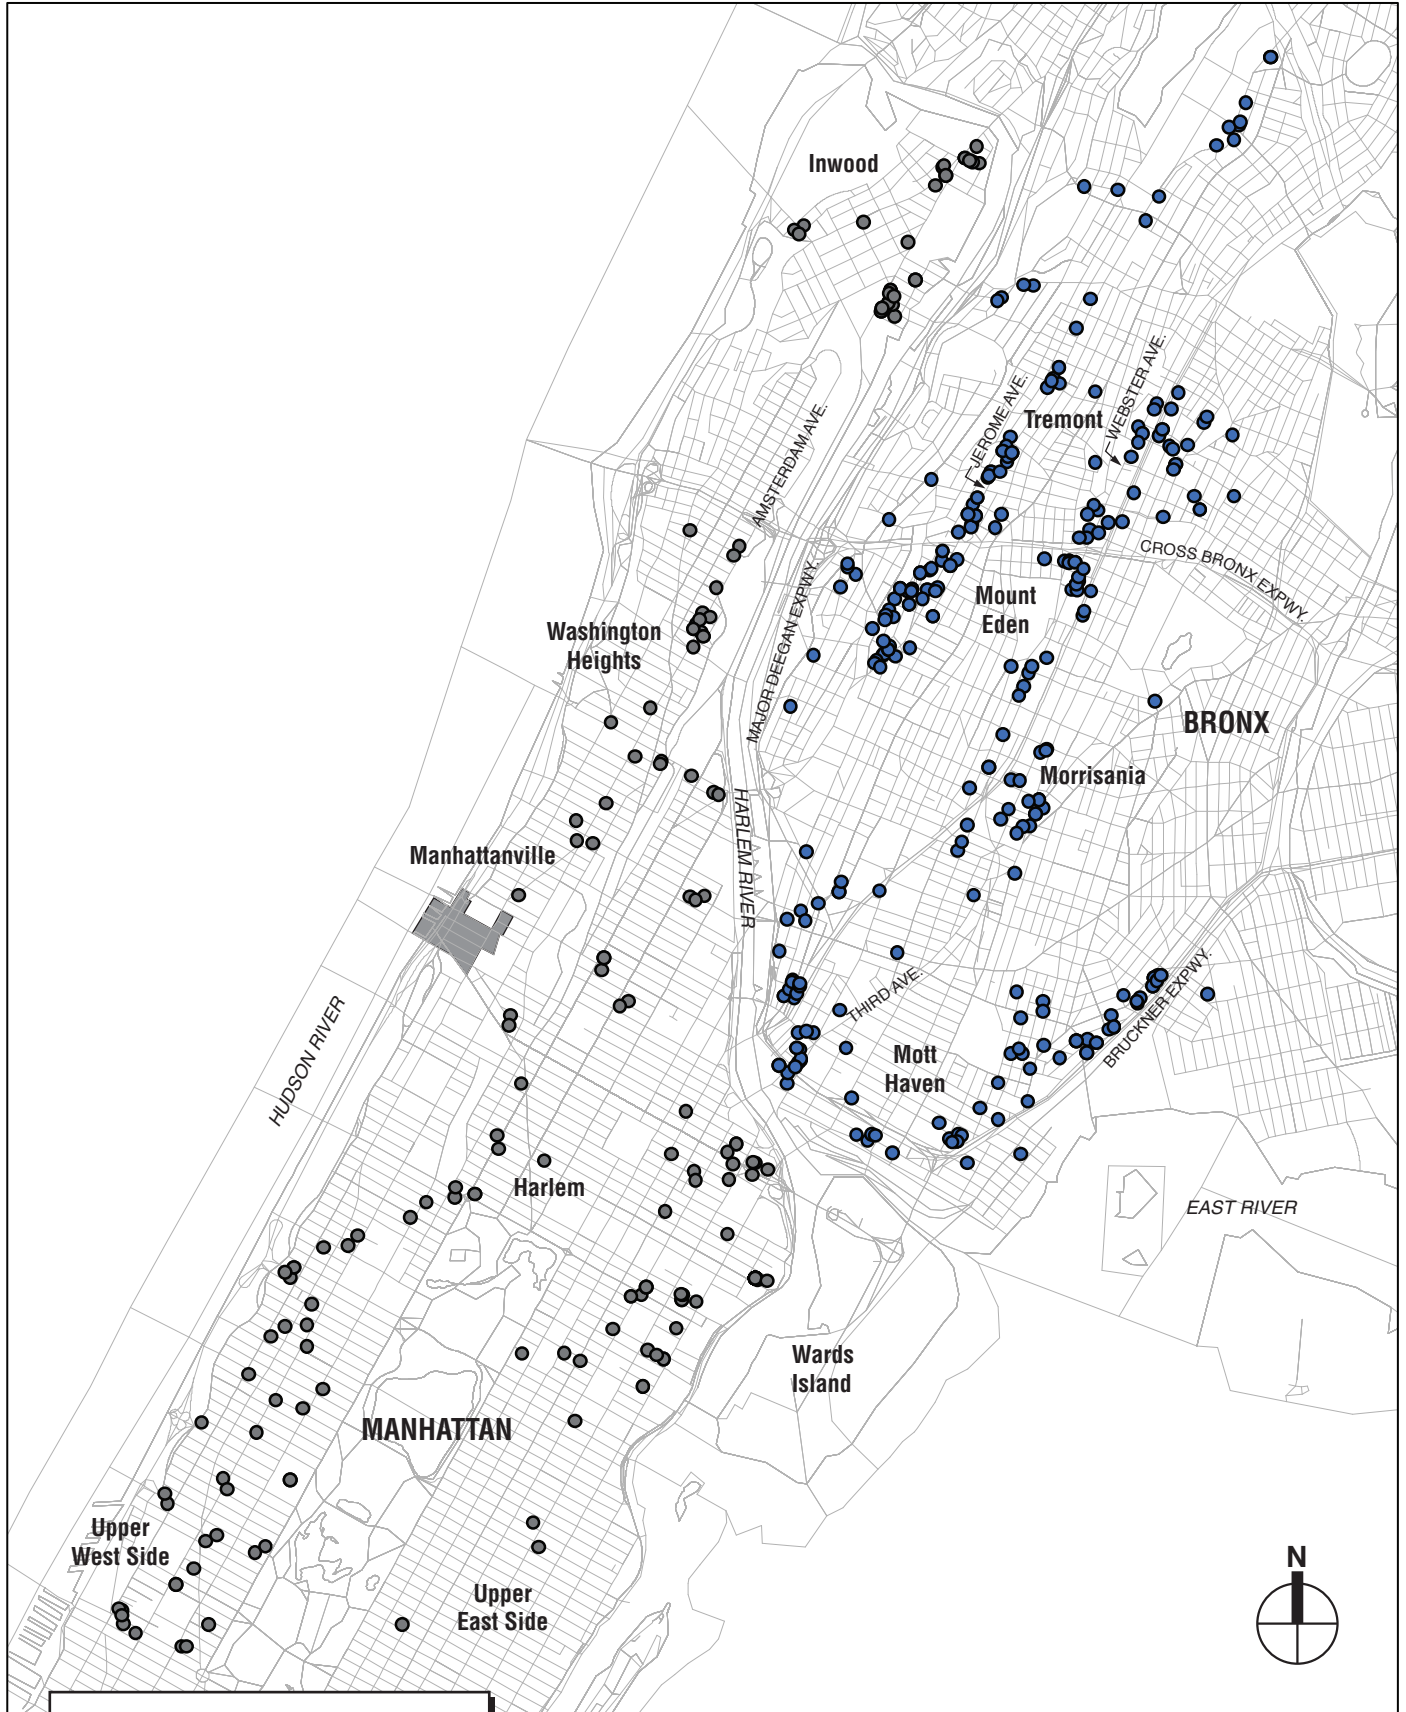 Inwood
WEBSTER AVE.
JEROME AVE.
Tremont
AMSTERDAM AVE.
CROSS BRONX EXPWY.
MAJOR DEEGAN EXPWY.
Mount
Eden
Washington
Heights
BRONX
Morrisania
HARLEM RIVER
Manhattanville
THIRD AVE.
BRUCKNER EXPWY.
HUDSON RIVER
Mott
Haven
Harlem
EAST RIVER
Wards
Island
MANHATTAN
Upper
West Side
N
Upper
East Side